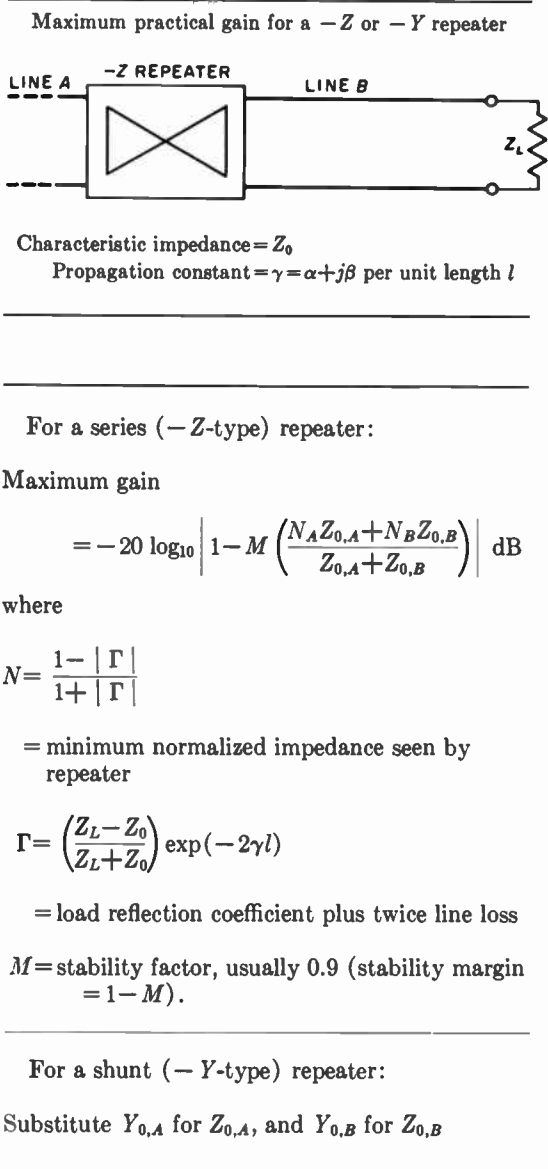 Maximum practical gain for a −Z or −Y repeater
−Z REPEATER
LINE A
LINE B
Z_L
Characteristic impedance=Z_0
Propagation constant=γ=α+jβ per unit length l
For a series (−Z-type) repeater:
Maximum gain
=−20 log_10 | 1−M ( (N_A Z_{0,A}+N_B Z_{0,B}) / (Z_{0,A}+Z_{0,B}) ) | dB
where
N= (1−| Γ |) / (1+| Γ |)
=minimum normalized impedance seen by
repeater
Γ= ( (Z_L−Z_0) / (Z_L+Z_0) ) exp(−2γl)
=load reflection coefficient plus twice line loss
M=stability factor, usually 0.9 (stability margin
=1−M).
For a shunt (−Y-type) repeater:
Substitute Y_{0,A} for Z_{0,A}, and Y_{0,B} for Z_{0,B}